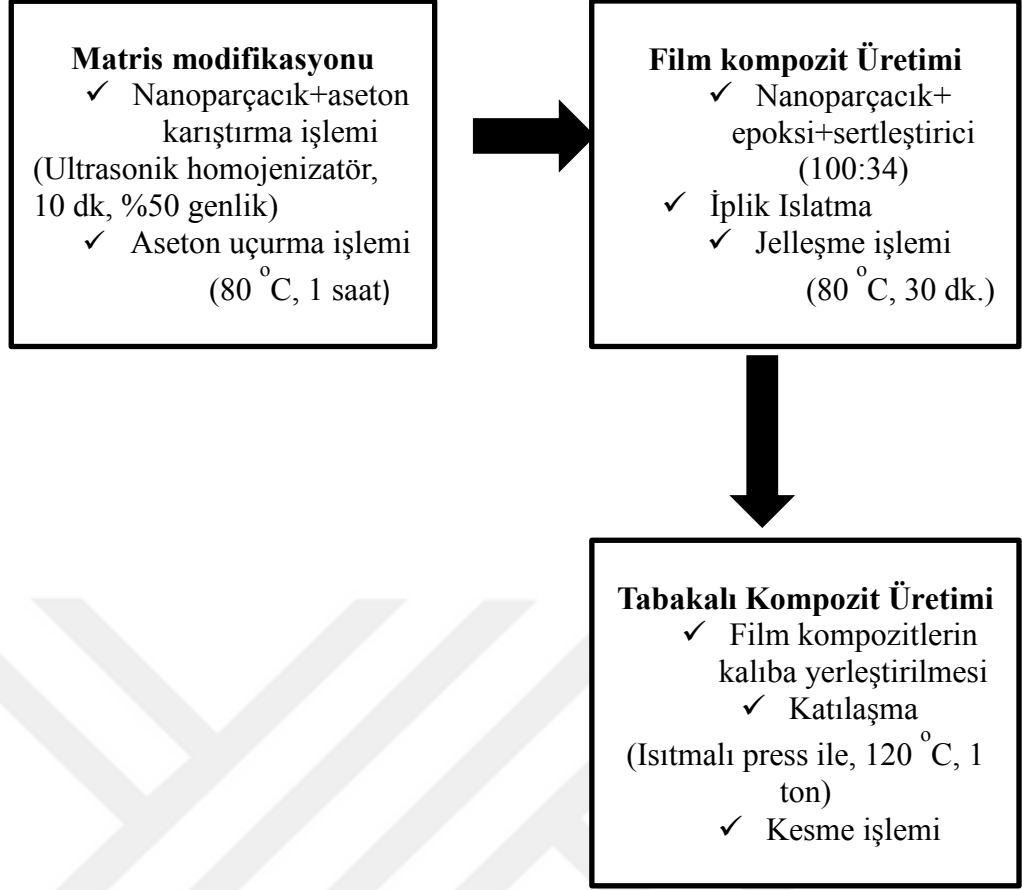 Matris modifikasyonu
✓ Nanoparçacık+aseton
karıştırma işlemi
(Ultrasonik homojenizatör,
10 dk, %50 genlik)
✓ Aseton uçurma işlemi
(80 °C, 1 saat)
Film kompozit Üretimi
✓ Nanoparçacık+
epoksi+sertleştirici
(100:34)
✓ İplik Islatma
✓ Jelleşme işlemi
(80 °C, 30 dk.)
Tabakalı Kompozit Üretimi
✓ Film kompozitlerin
kalıba yerleştirilmesi
✓ Katılaşma
(Isıtmalı press ile, 120 °C, 1
ton)
✓ Kesme işlemi